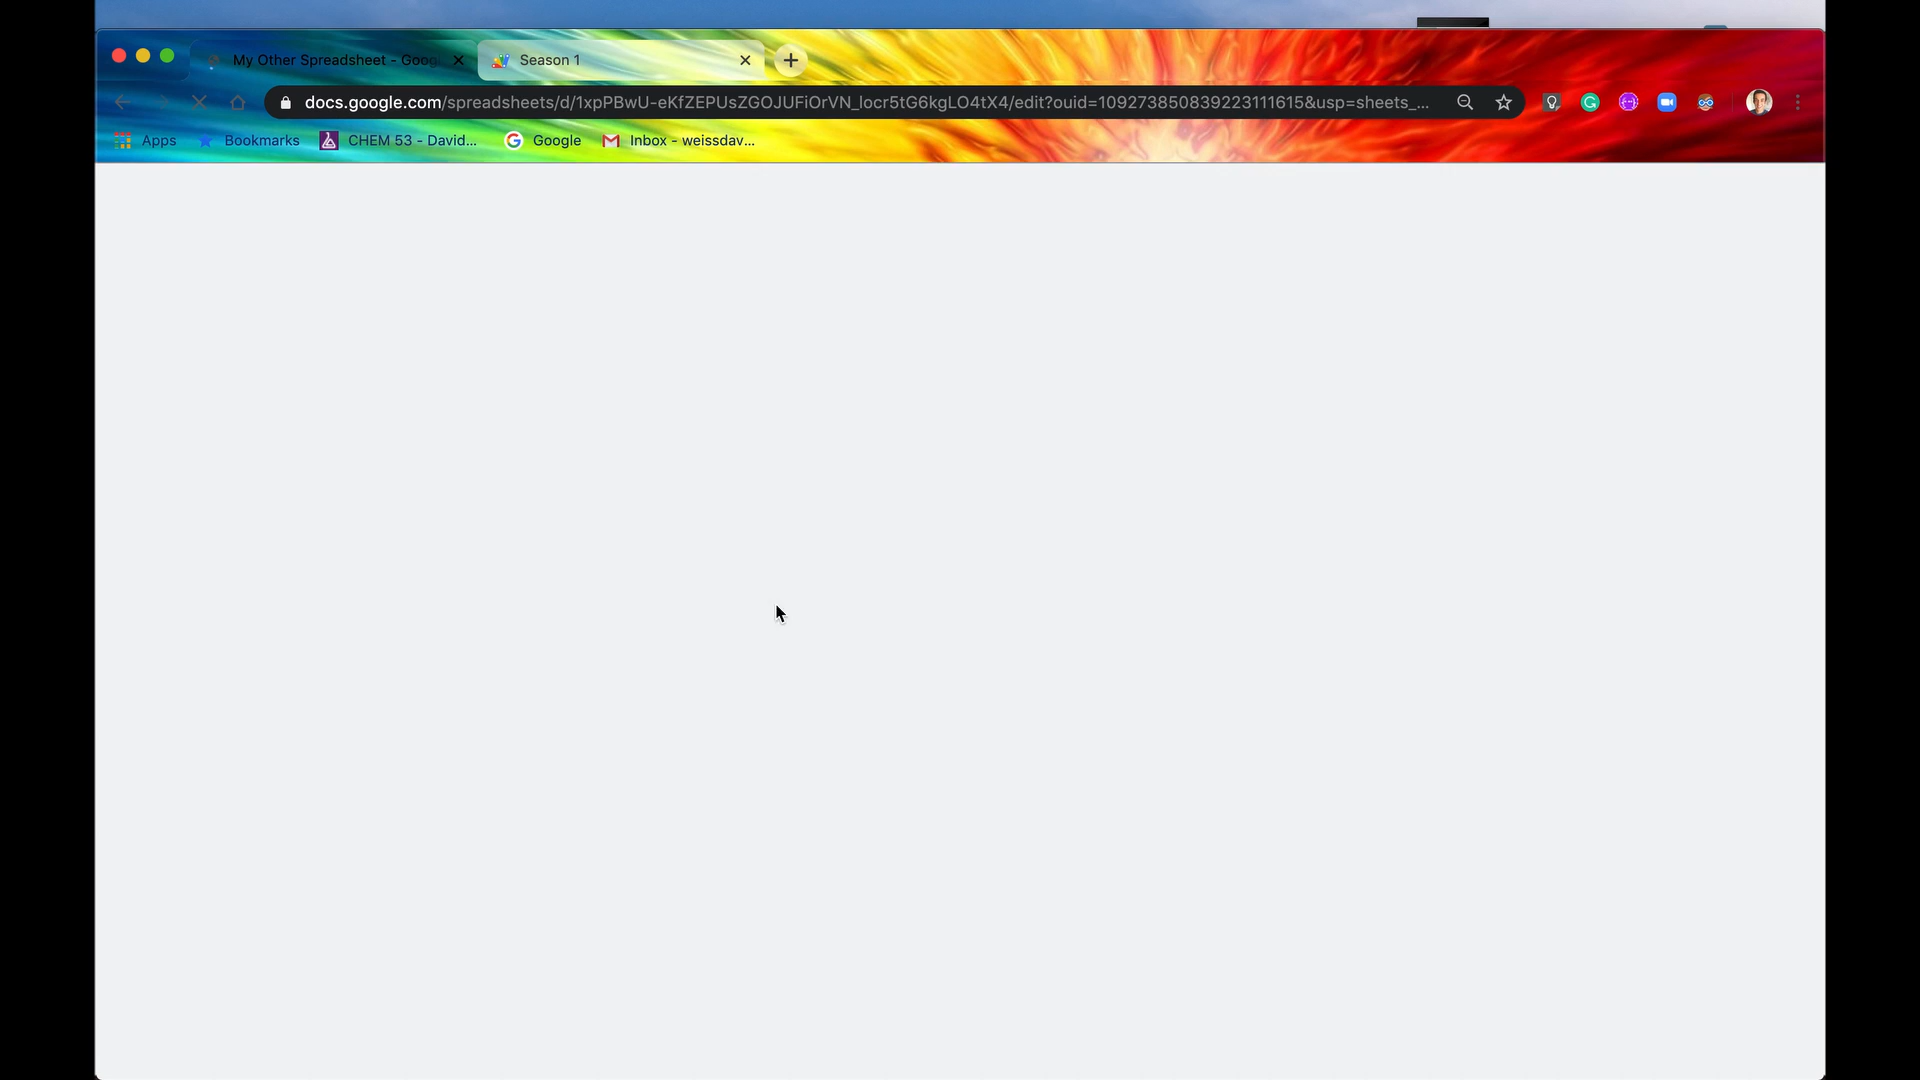 My Other Spreadsheet - Goog
Season 1
docs.google.com/spreadsheets/d/1xpPBwU-eKfZEPUsZGOJUFiOrVN_locr5tG6kgLO4tX4/edit?ouid=109273850839223111615&usp=sheets_...
Apps
Bookmarks
CHEM 53 - David...
Google
Inbox - weissdav...